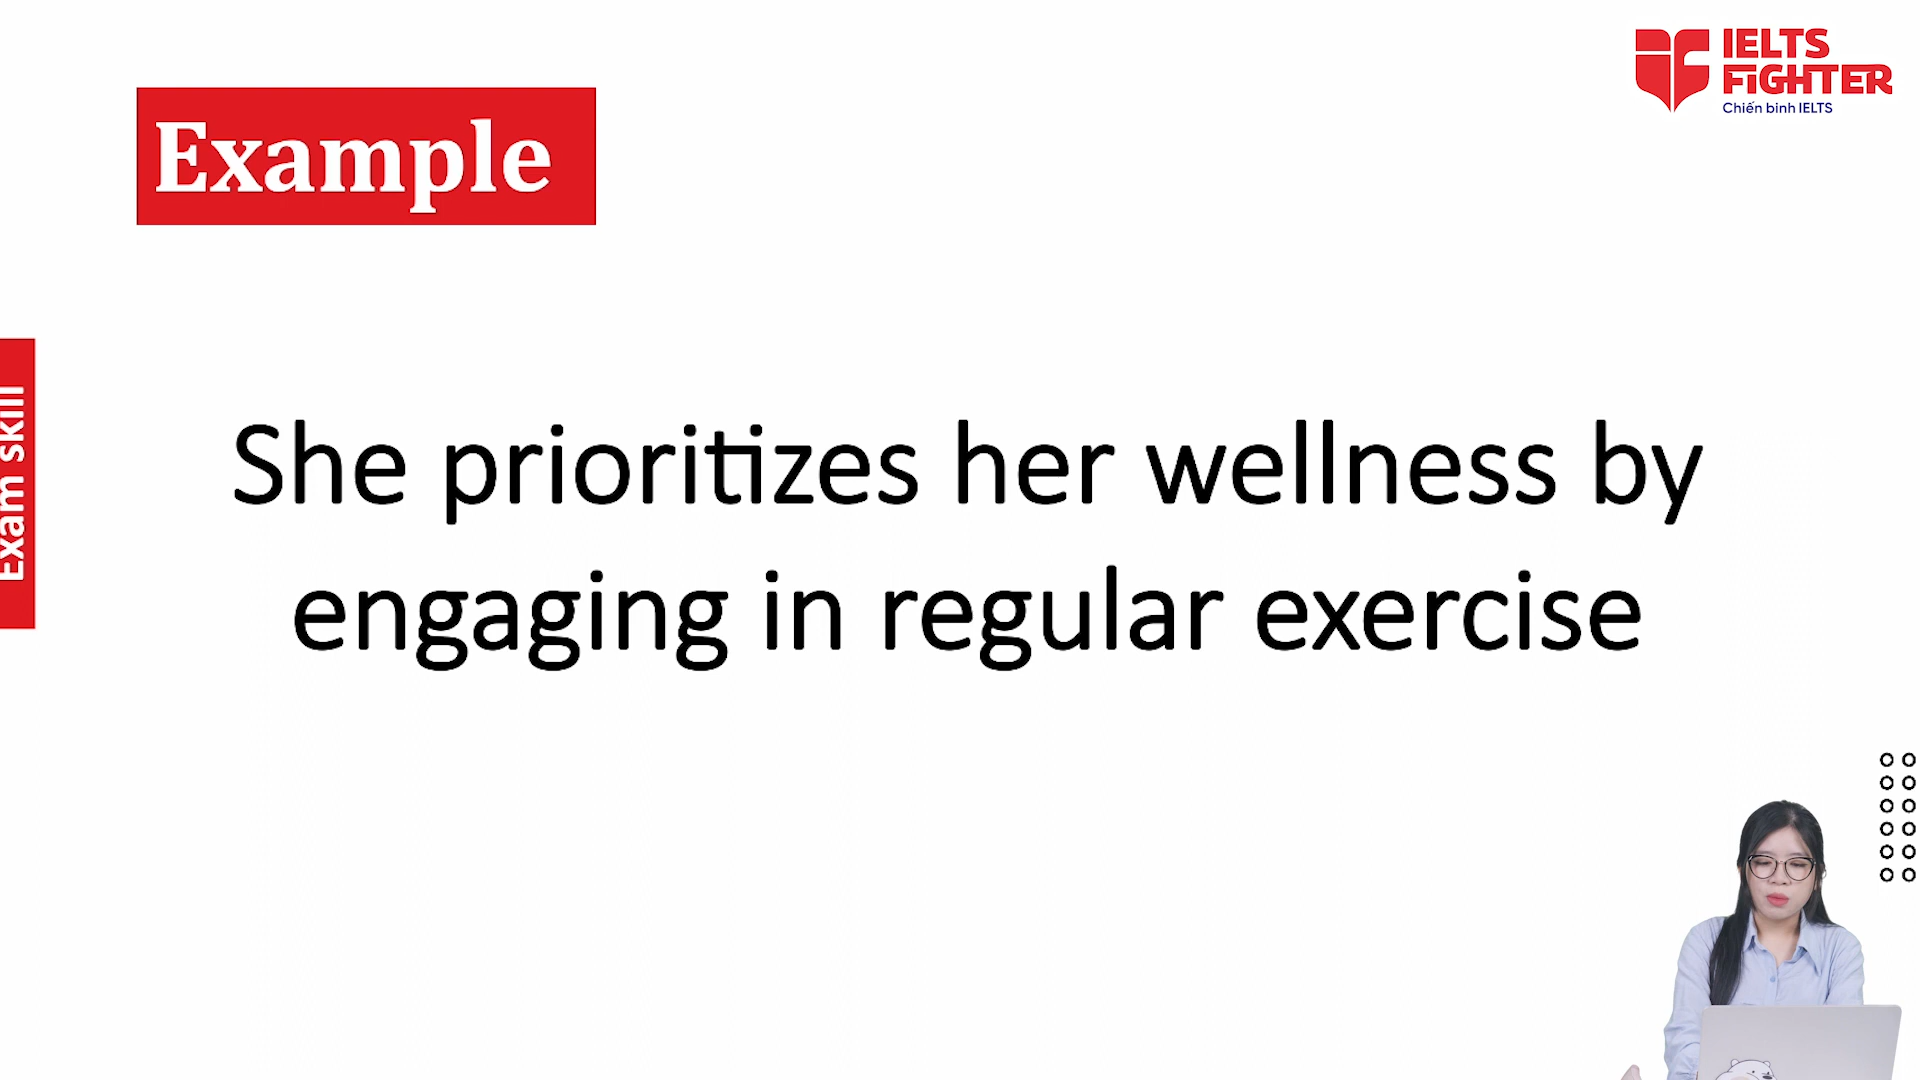 IELTS
FIGHTER
Chiến binh IELTS
Example
Exam skill
She prioritizes her wellness by
engaging in regular exercise